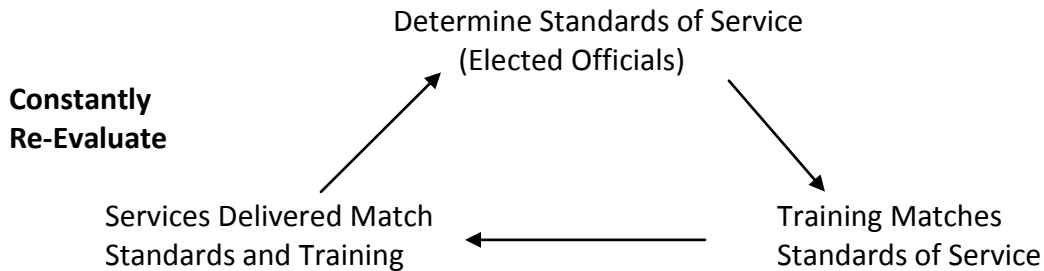 Determine Standards of Service
(Elected Officials)
Constantly
Re-Evaluate
Services Delivered Match
Standards and Training
Training Matches
Standards of Service